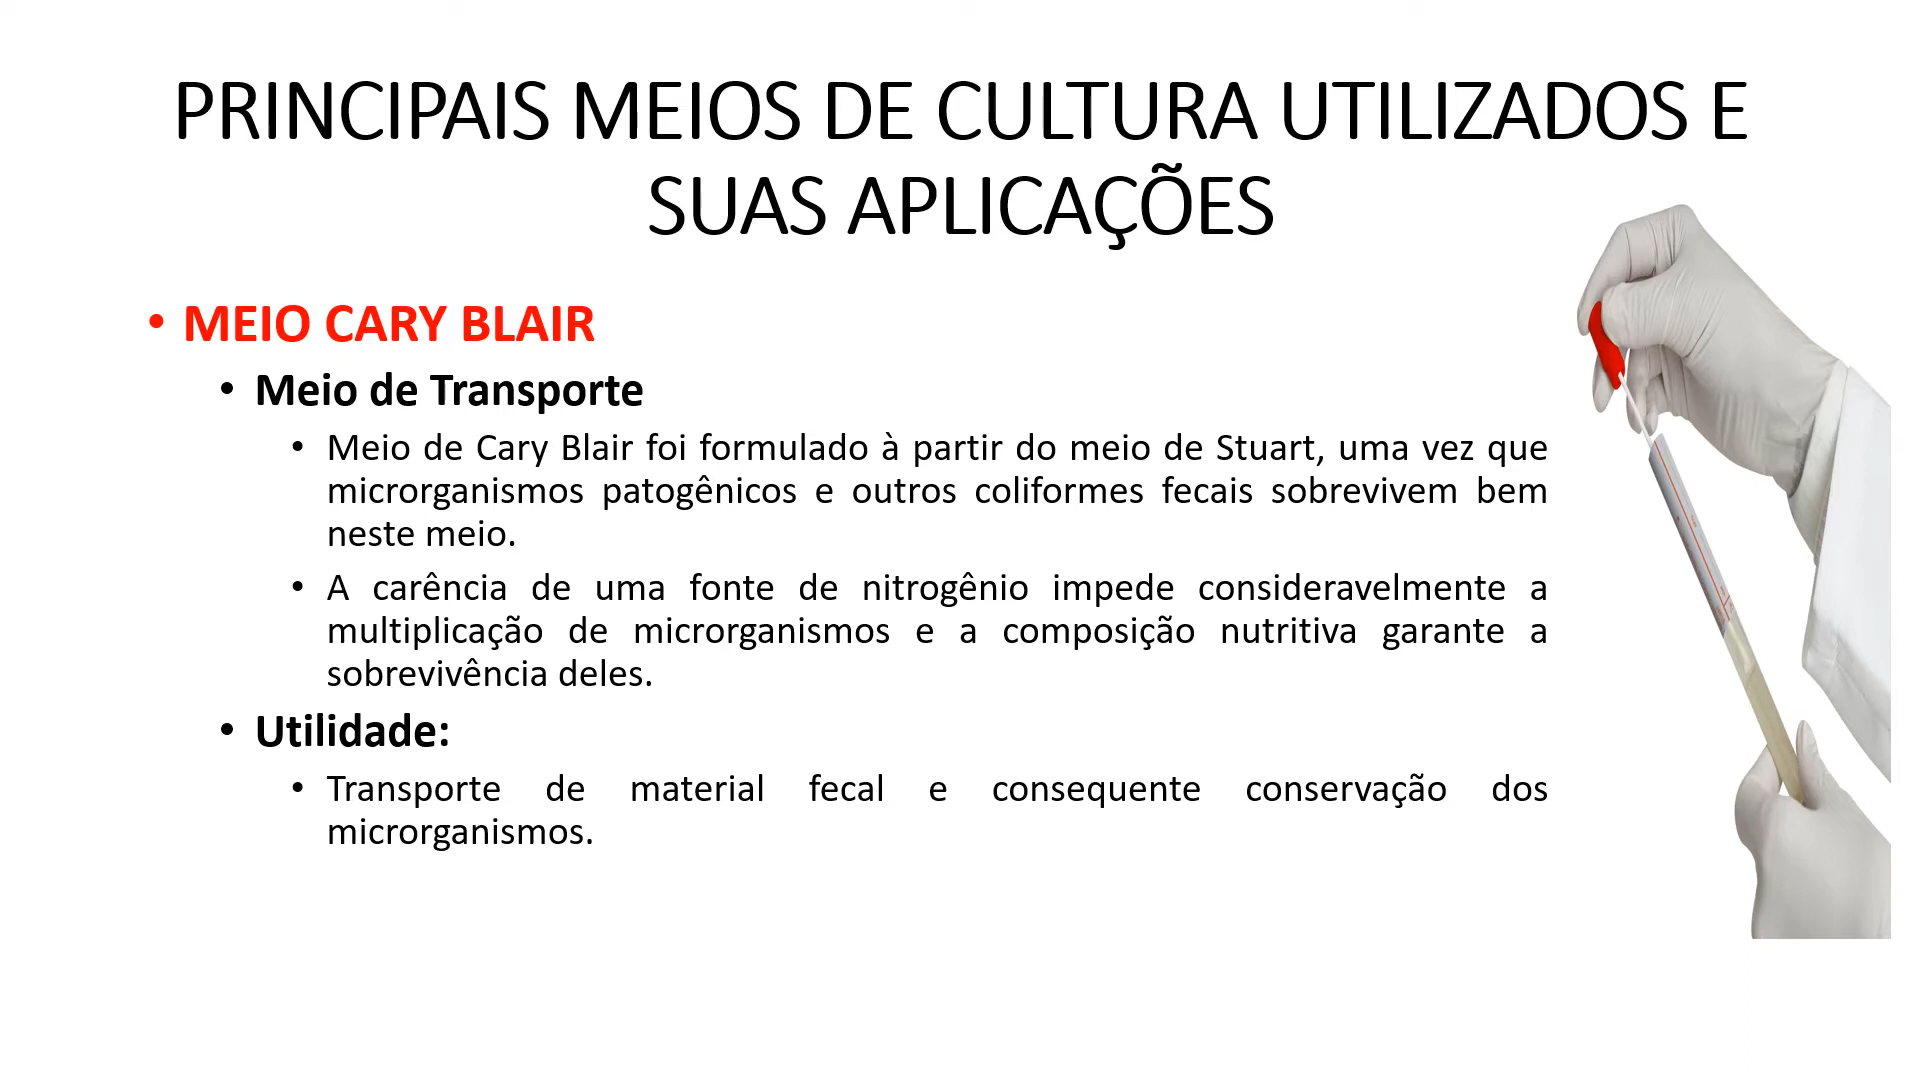 PRINCIPAIS MEIOS DE CULTURA UTILIZADOS E
SUAS APLICAÇÕES
• MEIO CARY BLAIR
• Meio de Transporte
• Meio de Cary Blair foi formulado à partir do meio de Stuart, uma vez que
microrganismos patogênicos e outros coliformes fecais sobrevivem bem
neste meio.
• A carência de uma fonte de nitrogênio impede consideravelmente a
multiplicação de microrganismos e a composição nutritiva garante a
sobrevivência deles.
• Utilidade:
• Transporte de material fecal e consequente conservação dos
microrganismos.